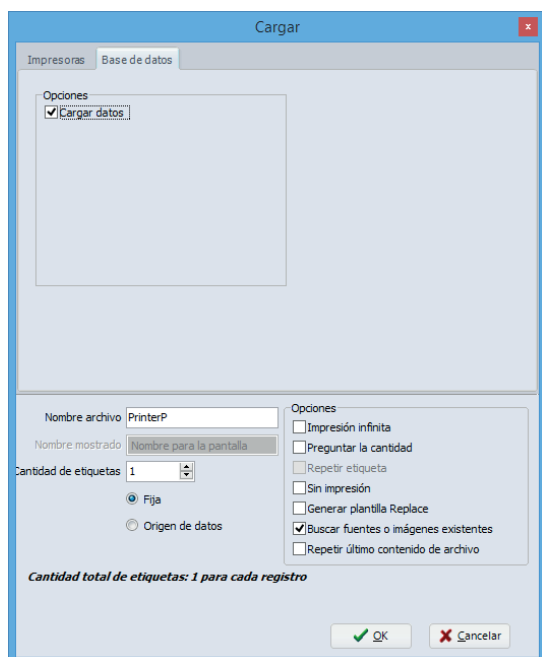 Cargar
x
Impresoras Base de datos
Opciones
Cargar datos
Nombre archivo PrinterP
Nombre mostrado Nombre para la pantalla
Cantidad de etiquetas 1
Fija
Origen de datos
Opciones
Impresión infinita
Preguntar la cantidad
Repetir etiqueta
Sin impresión
Generar plantilla Replace
Buscar fuentes o imágenes existentes
Repetir último contenido de archivo
Cantidad total de etiquetas: 1 para cada registro
OK Cancelar